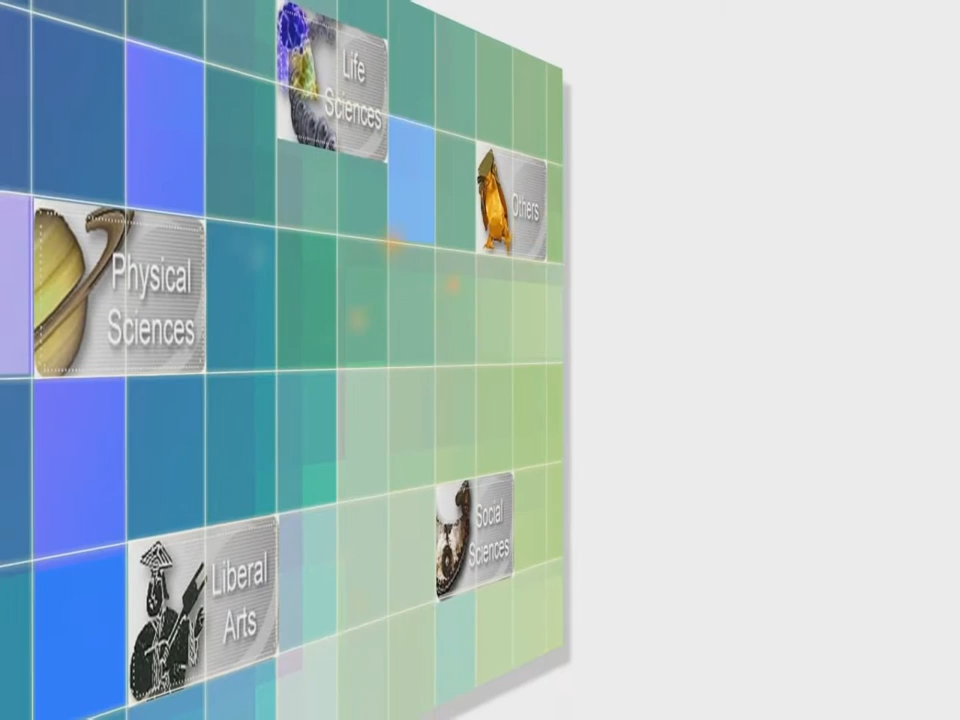 Life
Sciences
Others
Physical
Sciences
Social
Sciences
Liberal
Arts